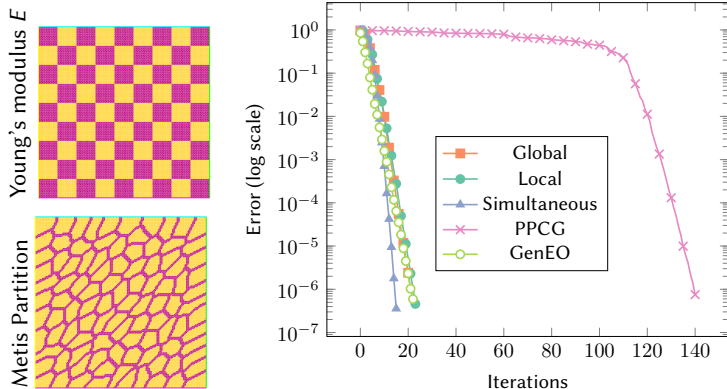 Young's modulus E
Metis Partition
Error (log scale)
10^0
10^−1
10^−2
10^−3
10^−4
10^−5
10^−6
10^−7
Global
Local
Simultaneous
PPCG
GenEO
0 20 40 60 80 100 120 140
Iterations